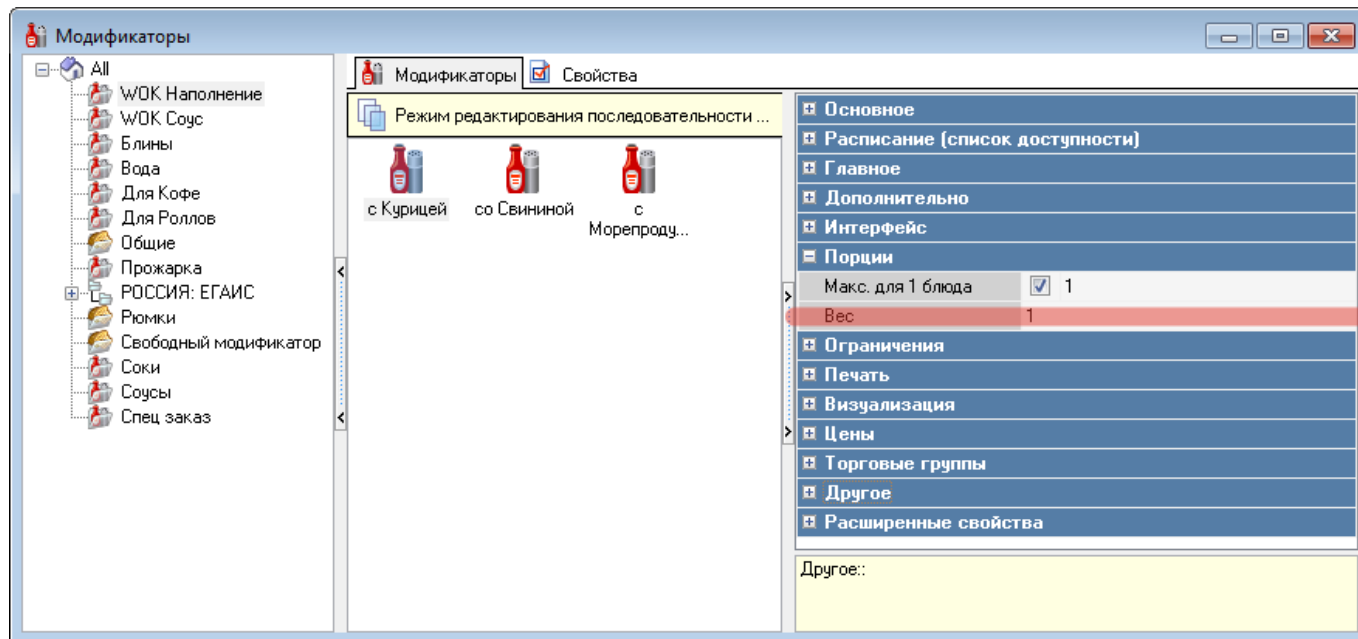 Модификаторы
All
WOK Наполнение
WOK Соус
Блины
Вода
Для Кофе
Для Роллов
Общие
Прожарка
РОССИЯ: ЕГАИС
Рюмки
Свободный модификатор
Соки
Соусы
Спец заказ
Модификаторы
Свойства
Режим редактирования последовательности ...
с Курицей
со Свининой
с
Морепроду...
Основное
Расписание (список доступности)
Главное
Дополнительно
Интерфейс
Порции
Макс. для 1 блюда 1
Вес 1
Ограничения
Печать
Визуализация
Цены
Торговые группы
Другое
Расширенные свойства
Другое::